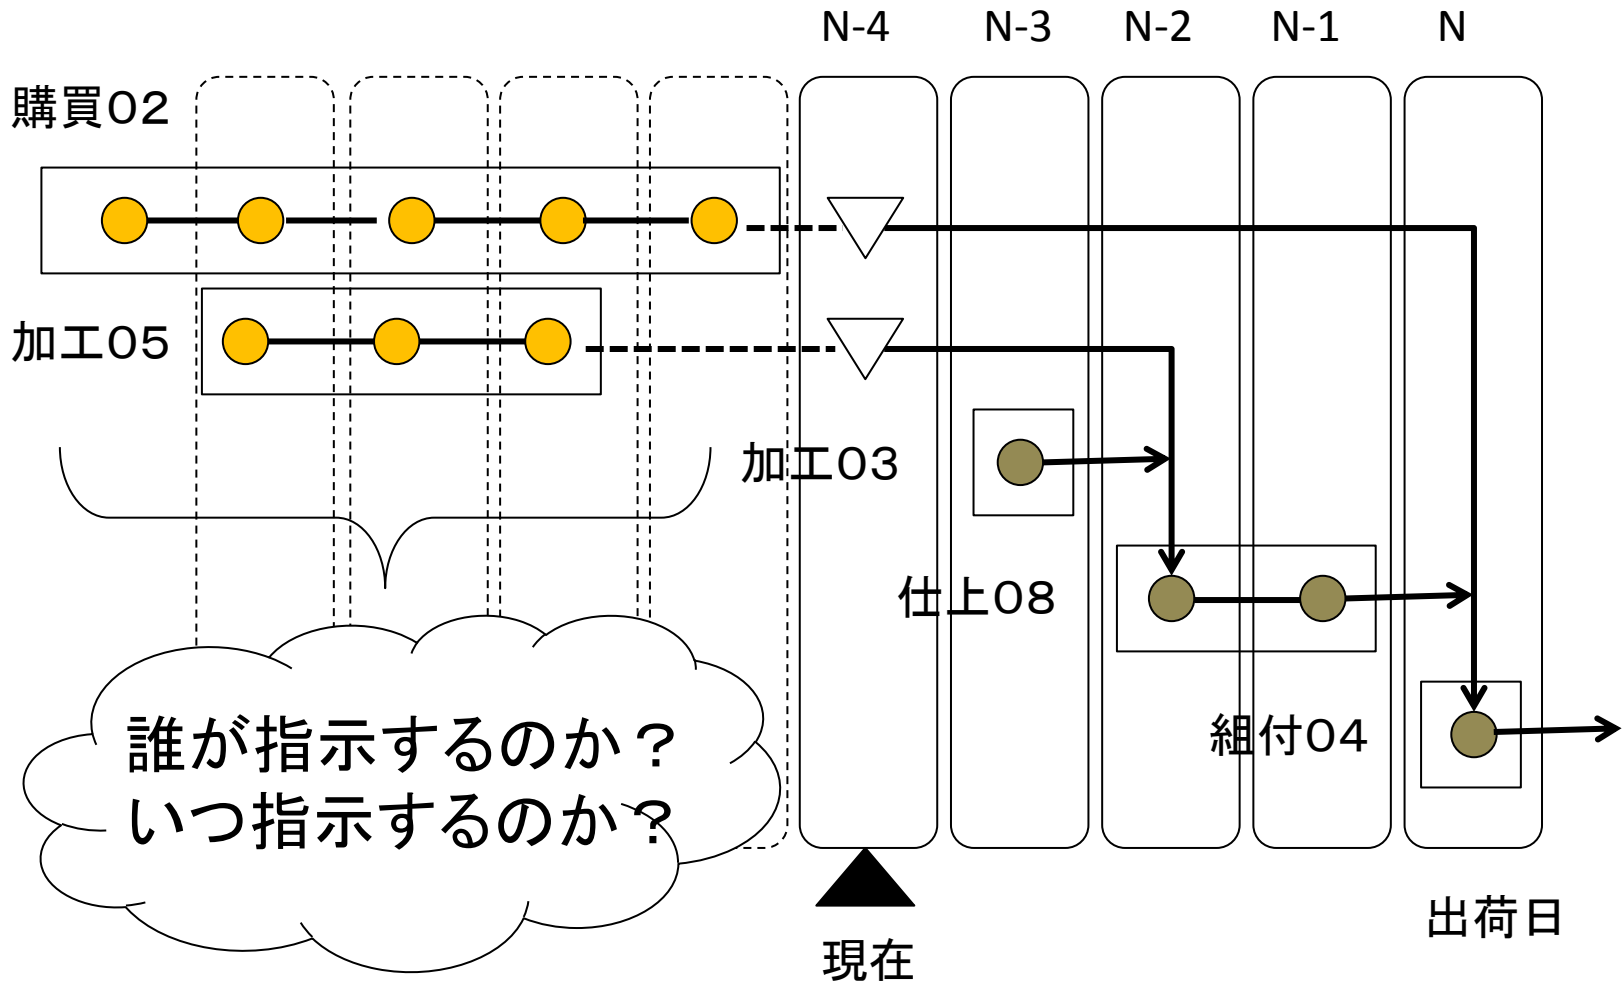 N-4 N-3 N-2 N-1 N
購買０２
加工０５
加工０３
仕上０８
組付０４
誰が指示するのか？
いつ指示するのか？
出荷日
現在